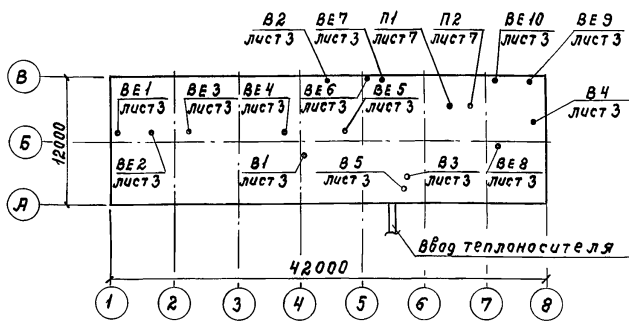 В2 ВЕ7 П1 П2 ВЕ10 ВЕ9
лист 3 лист 3 лист 7 лист 7 лист 3 лист 3
В
ВЕ1 ВЕ3 ВЕ4 ВЕ6 ВЕ5 В4
лист 3 лист 3 лист 3 лист 3 лист 3 лист 3
Б
12000
ВЕ2 В1 В5 В3 ВЕ8
лист 3 лист 3 лист 3 лист 3 лист 3
А
Ввод теплоносителя
42000
1 2 3 4 5 6 7 8